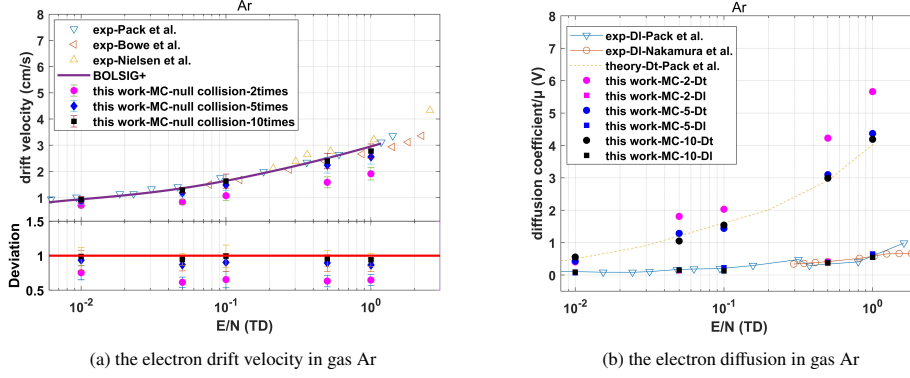 Ar
8
7
6
5
4
3
2
1
drift velocity (cm/s)
exp-Pack et al.
exp-Bowe et al.
exp-Nielsen et al.
BOLSIG+
this work-MC-null collision-2times
this work-MC-null collision-5times
this work-MC-null collision-10times
1.5
1
0.5
Deviation
10⁻² 10⁻¹ 10⁰
E/N (TD)
(a) the electron drift velocity in gas Ar
Ar
8
7
6
5
4
3
2
1
0
diffusion coefficient/μ (V)
exp-Dl-Pack et al.
exp-Dl-Nakamura et al.
theory-Dt-Pack et al.
this work-MC-2-Dt
this work-MC-2-Dl
this work-MC-5-Dt
this work-MC-5-Dl
this work-MC-10-Dt
this work-MC-10-Dl
10⁻² 10⁻¹ 10⁰
E/N (TD)
(b) the electron diffusion in gas Ar